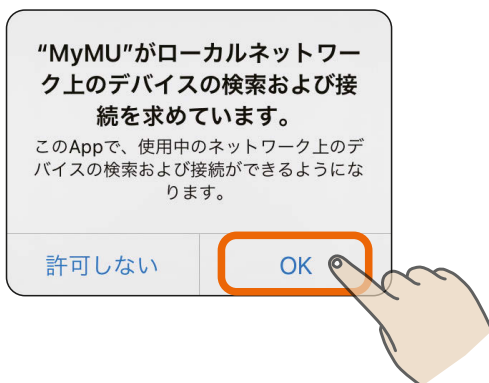 “MyMU”がローカルネットワー
ク上のデバイスの検索および接
続を求めています。
このAppで、使用中のネットワーク上のデ
バイスの検索および接続ができるようにな
ります。
許可しない
OK